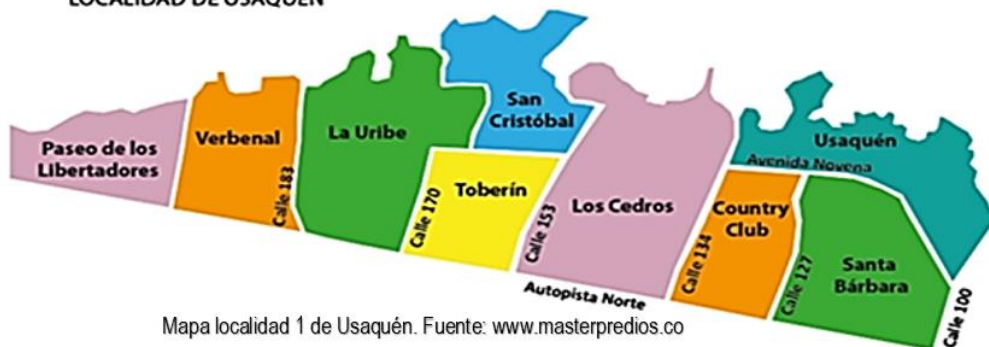 LOCALIDAD DE USAQUÉN
San
Cristóbal
Usaquén
Avenida Novena
Verbenal
La Uribe
Paseo de los
Libertadores
Toberín
Los Cedros
Country
Club
Santa
Bárbara
Calle 183
Calle 170
Calle 153
Calle 134
Calle 127
Calle 100
Autopista Norte
Mapa localidad 1 de Usaquén. Fuente: www.masterpredios.co